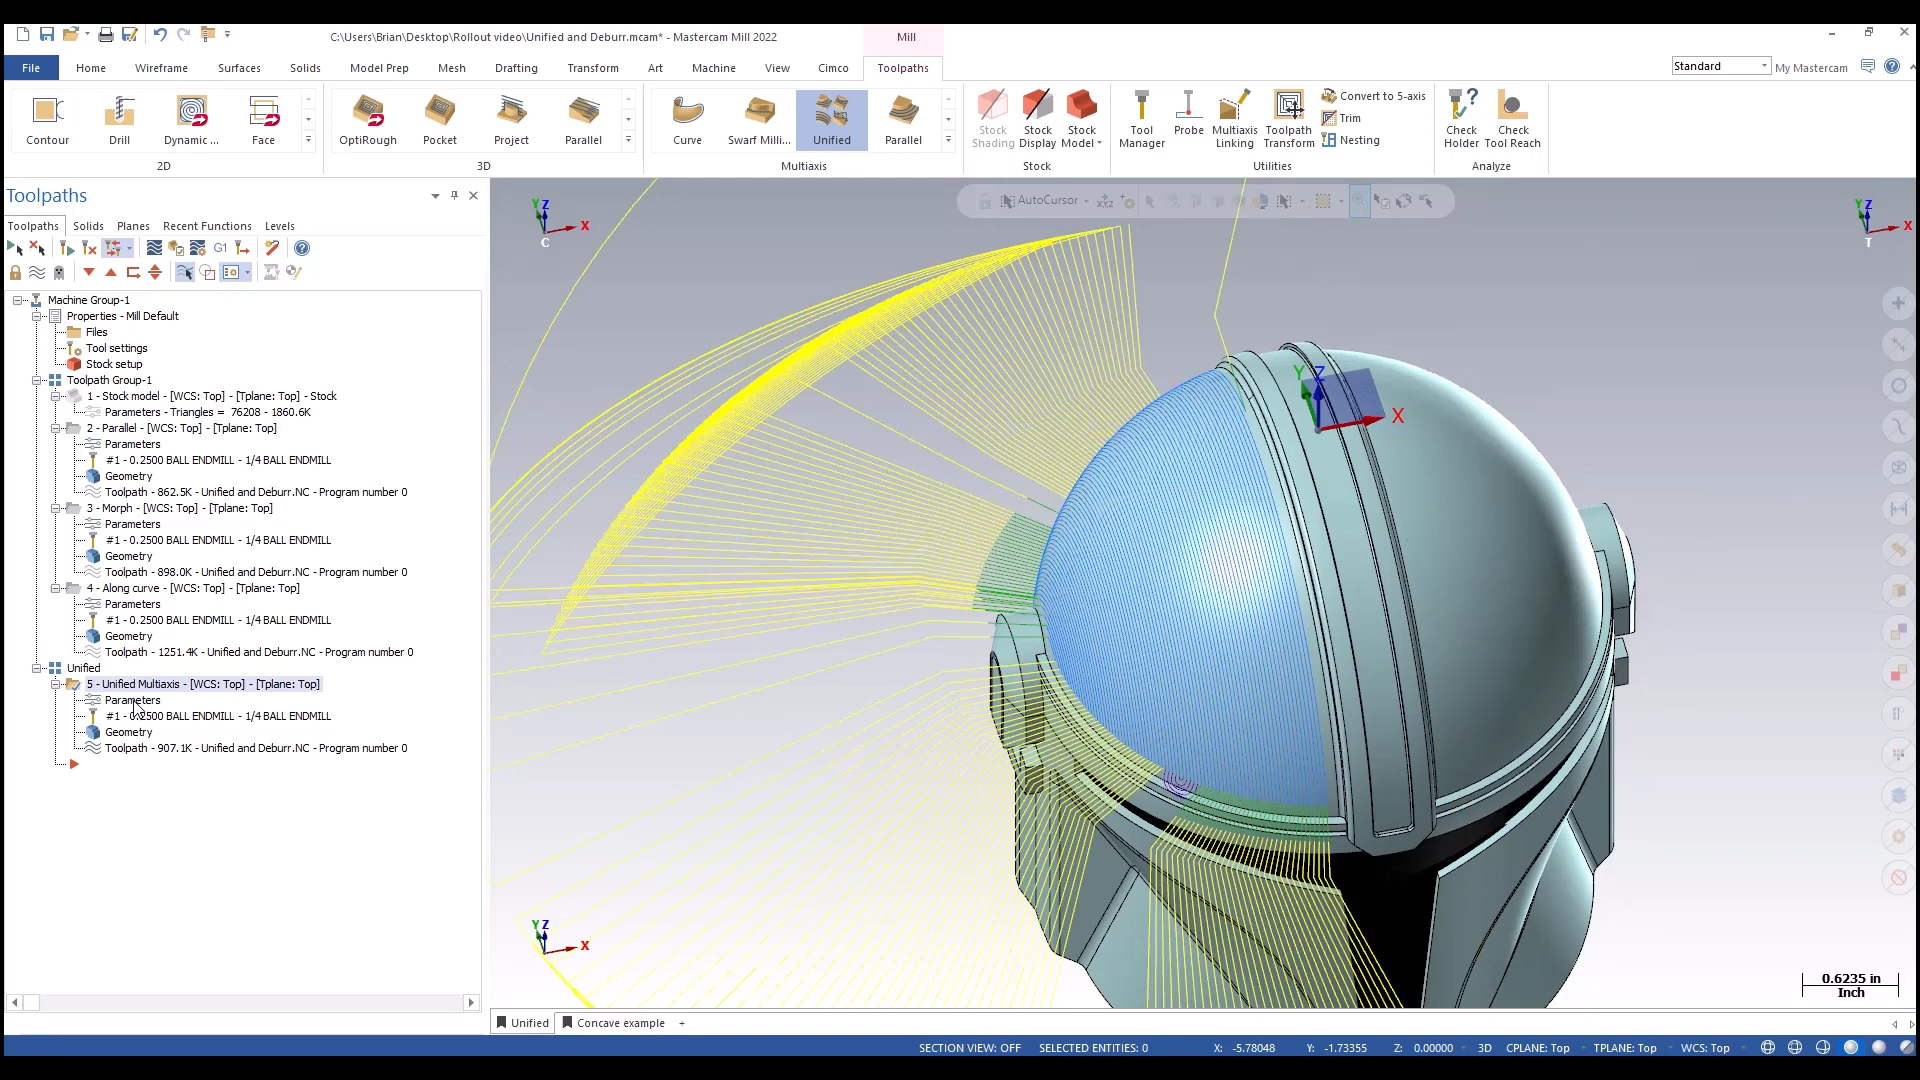 C:\Users\Brian\Desktop\Rollout video\Unified and Deburr.mcam* - Mastercam Mill 2022
Mill
File Home Wireframe Surfaces Solids Model Prep Mesh Drafting Transform Art Machine View Cimco Toolpaths
Standard My Mastercam
Contour Drill Dynamic ... Face
2D
OptiRough Pocket Project Parallel
3D
Curve Swarf Milli... Unified Parallel
Multiaxis
Stock Shading
Stock Display
Stock Model
Stock
Tool Manager
Probe
Multiaxis Linking
Toolpath Transform
Convert to 5-axis
Trim
Nesting
Utilities
Check Holder
Check Tool Reach
Analyze
Toolpaths
Toolpaths Solids Planes Recent Functions Levels
G1
Machine Group-1
Properties - Mill Default
Files
Tool settings
Stock setup
Toolpath Group-1
1 - Stock model - [WCS: Top] - [Tplane: Top] - Stock
Parameters - Triangles = 76208 - 1860.6K
2 - Parallel - [WCS: Top] - [Tplane: Top]
Parameters
#1 - 0.2500 BALL ENDMILL - 1/4 BALL ENDMILL
Geometry
Toolpath - 862.5K - Unified and Deburr.NC - Program number 0
3 - Morph - [WCS: Top] - [Tplane: Top]
Parameters
#1 - 0.2500 BALL ENDMILL - 1/4 BALL ENDMILL
Geometry
Toolpath - 898.0K - Unified and Deburr.NC - Program number 0
4 - Along curve - [WCS: Top] - [Tplane: Top]
Parameters
#1 - 0.2500 BALL ENDMILL - 1/4 BALL ENDMILL
Geometry
Toolpath - 1251.4K - Unified and Deburr.NC - Program number 0
Unified
5 - Unified Multiaxis - [WCS: Top] - [Tplane: Top]
Parameters
#1 - 0.2500 BALL ENDMILL - 1/4 BALL ENDMILL
Geometry
Toolpath - 907.1K - Unified and Deburr.NC - Program number 0
AutoCursor
Y Z X
C
Y Z X
T
Y Z X
Y Z X
0.6235 in
Inch
Unified Concave example +
SECTION VIEW: OFF SELECTED ENTITIES: 0 X: -5.78048 Y: -1.73355 Z: 0.00000 3D CPLANE: Top TPLANE: Top WCS: Top